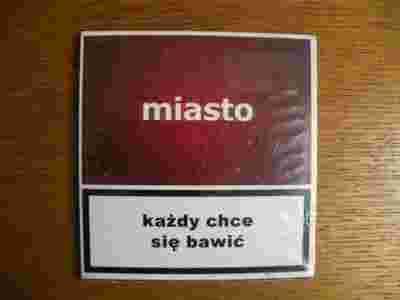 miasto
każdy chce
się bawić